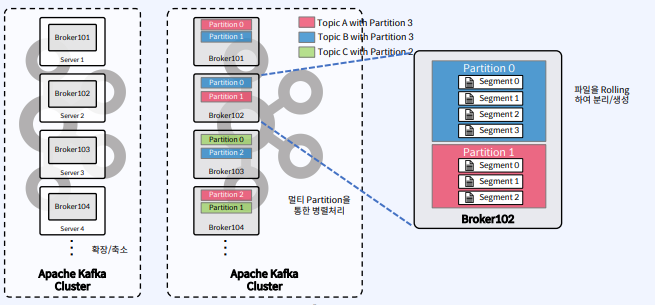 Broker101
Server 1
Broker102
Server 2
Broker103
Server 3
Broker104
Server 4
확장/축소
Apache Kafka
Cluster
Partition 0
Partition 1
Broker101
Partition 0
Partition 1
Broker102
Partition 0
Partition 2
Broker103
Partition 2
Partition 1
Broker104
Apache Kafka
Cluster
Topic A with Partition 3
Topic B with Partition 3
Topic C with Partition 2
멀티 Partition을
통한 병렬처리
Partition 0
Segment 0
Segment 1
Segment 2
Segment 3
Partition 1
Segment 0
Segment 1
Segment 2
Broker102
파일을 Rolling
하여 분리/생성